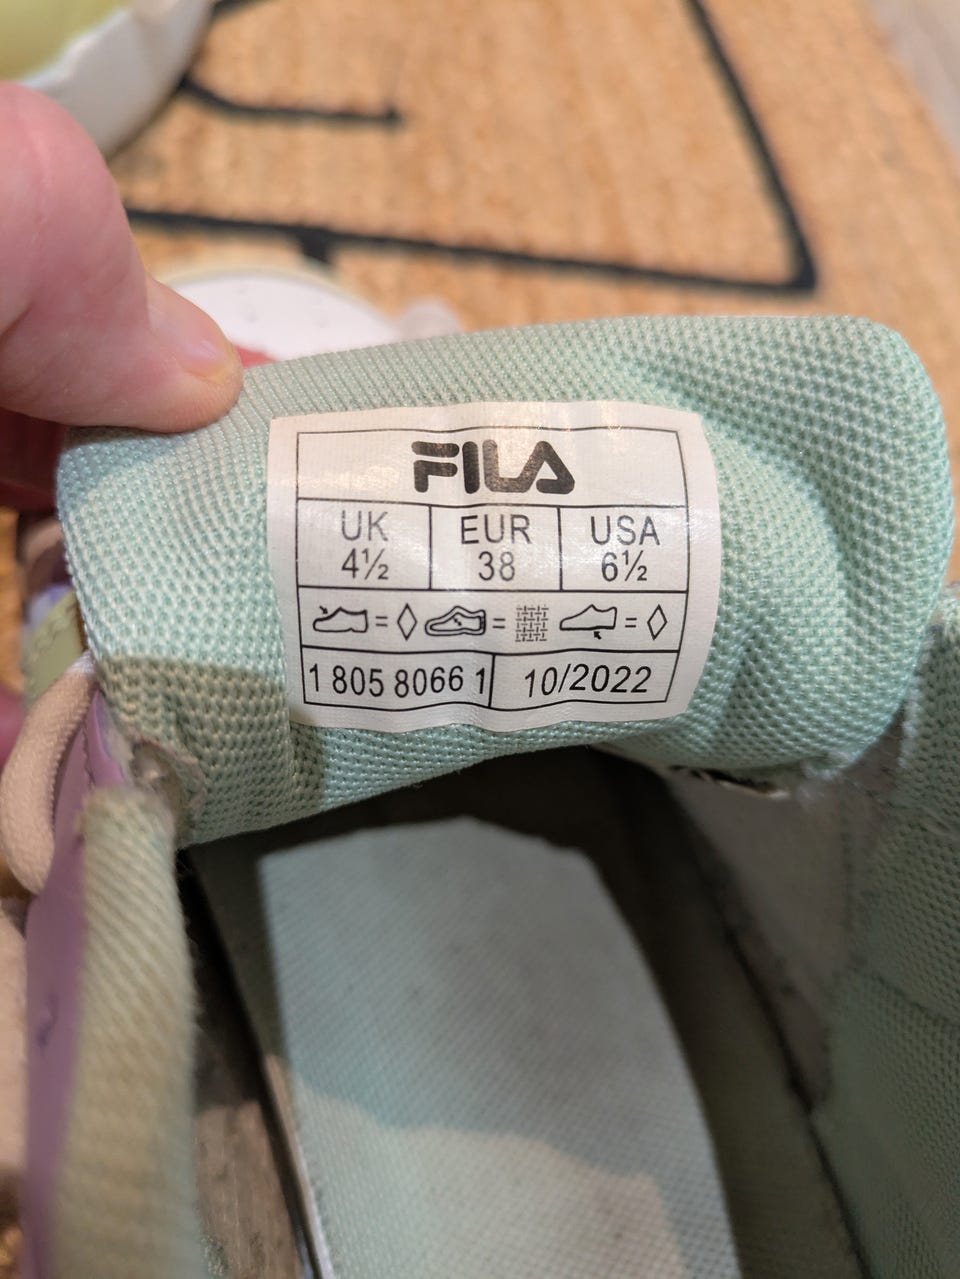 FILA
UK EUR USA
4½ 38 6½
= = =
1 805 8066 1 10/2022